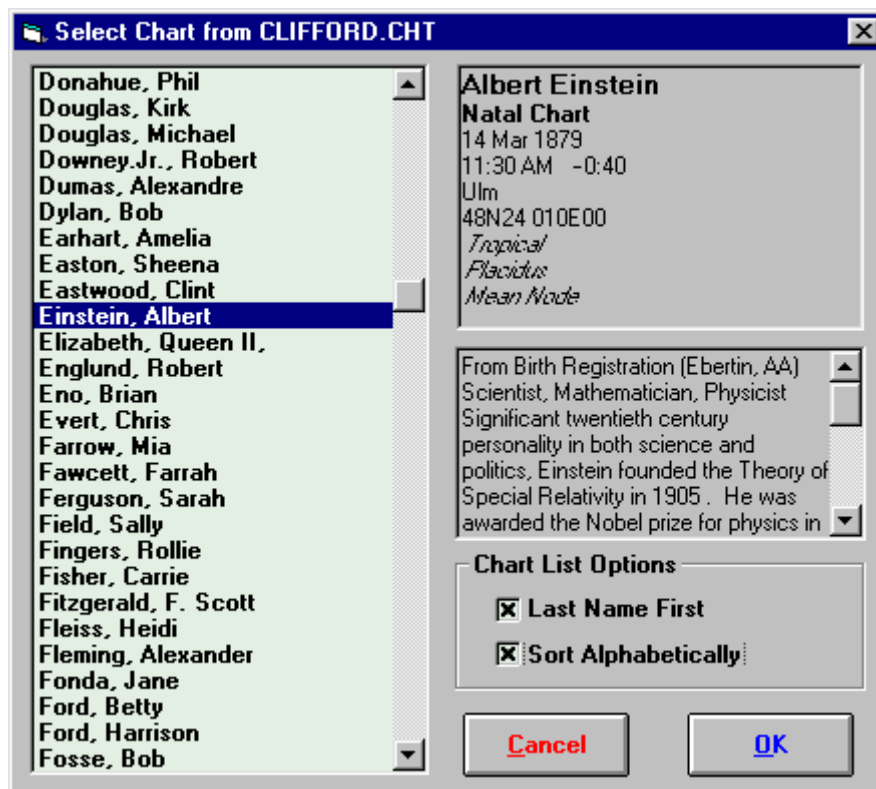 Select Chart from CLIFFORD.CHT
Donahue, Phil
Douglas, Kirk
Douglas, Michael
Downey.Jr., Robert
Dumas, Alexandre
Dylan, Bob
Earhart, Amelia
Easton, Sheena
Eastwood, Clint
Einstein, Albert
Elizabeth, Queen II,
Englund, Robert
Eno, Brian
Evert, Chris
Farrow, Mia
Fawcett, Farrah
Ferguson, Sarah
Field, Sally
Fingers, Rollie
Fisher, Carrie
Fitzgerald, F. Scott
Fleiss, Heidi
Fleming, Alexander
Fonda, Jane
Ford, Betty
Ford, Harrison
Fosse, Bob
Albert Einstein
Natal Chart
14 Mar 1879
11:30 AM -0:40
Ulm
48N24 010E00
Tropical
Placidus
Mean Node
From Birth Registration (Ebertin, AA)
Scientist, Mathematician, Physicist
Significant twentieth century
personality in both science and
politics, Einstein founded the Theory of
Special Relativity in 1905 . He was
awarded the Nobel prize for physics in
Chart List Options
Last Name First
Sort Alphabetically
Cancel
OK